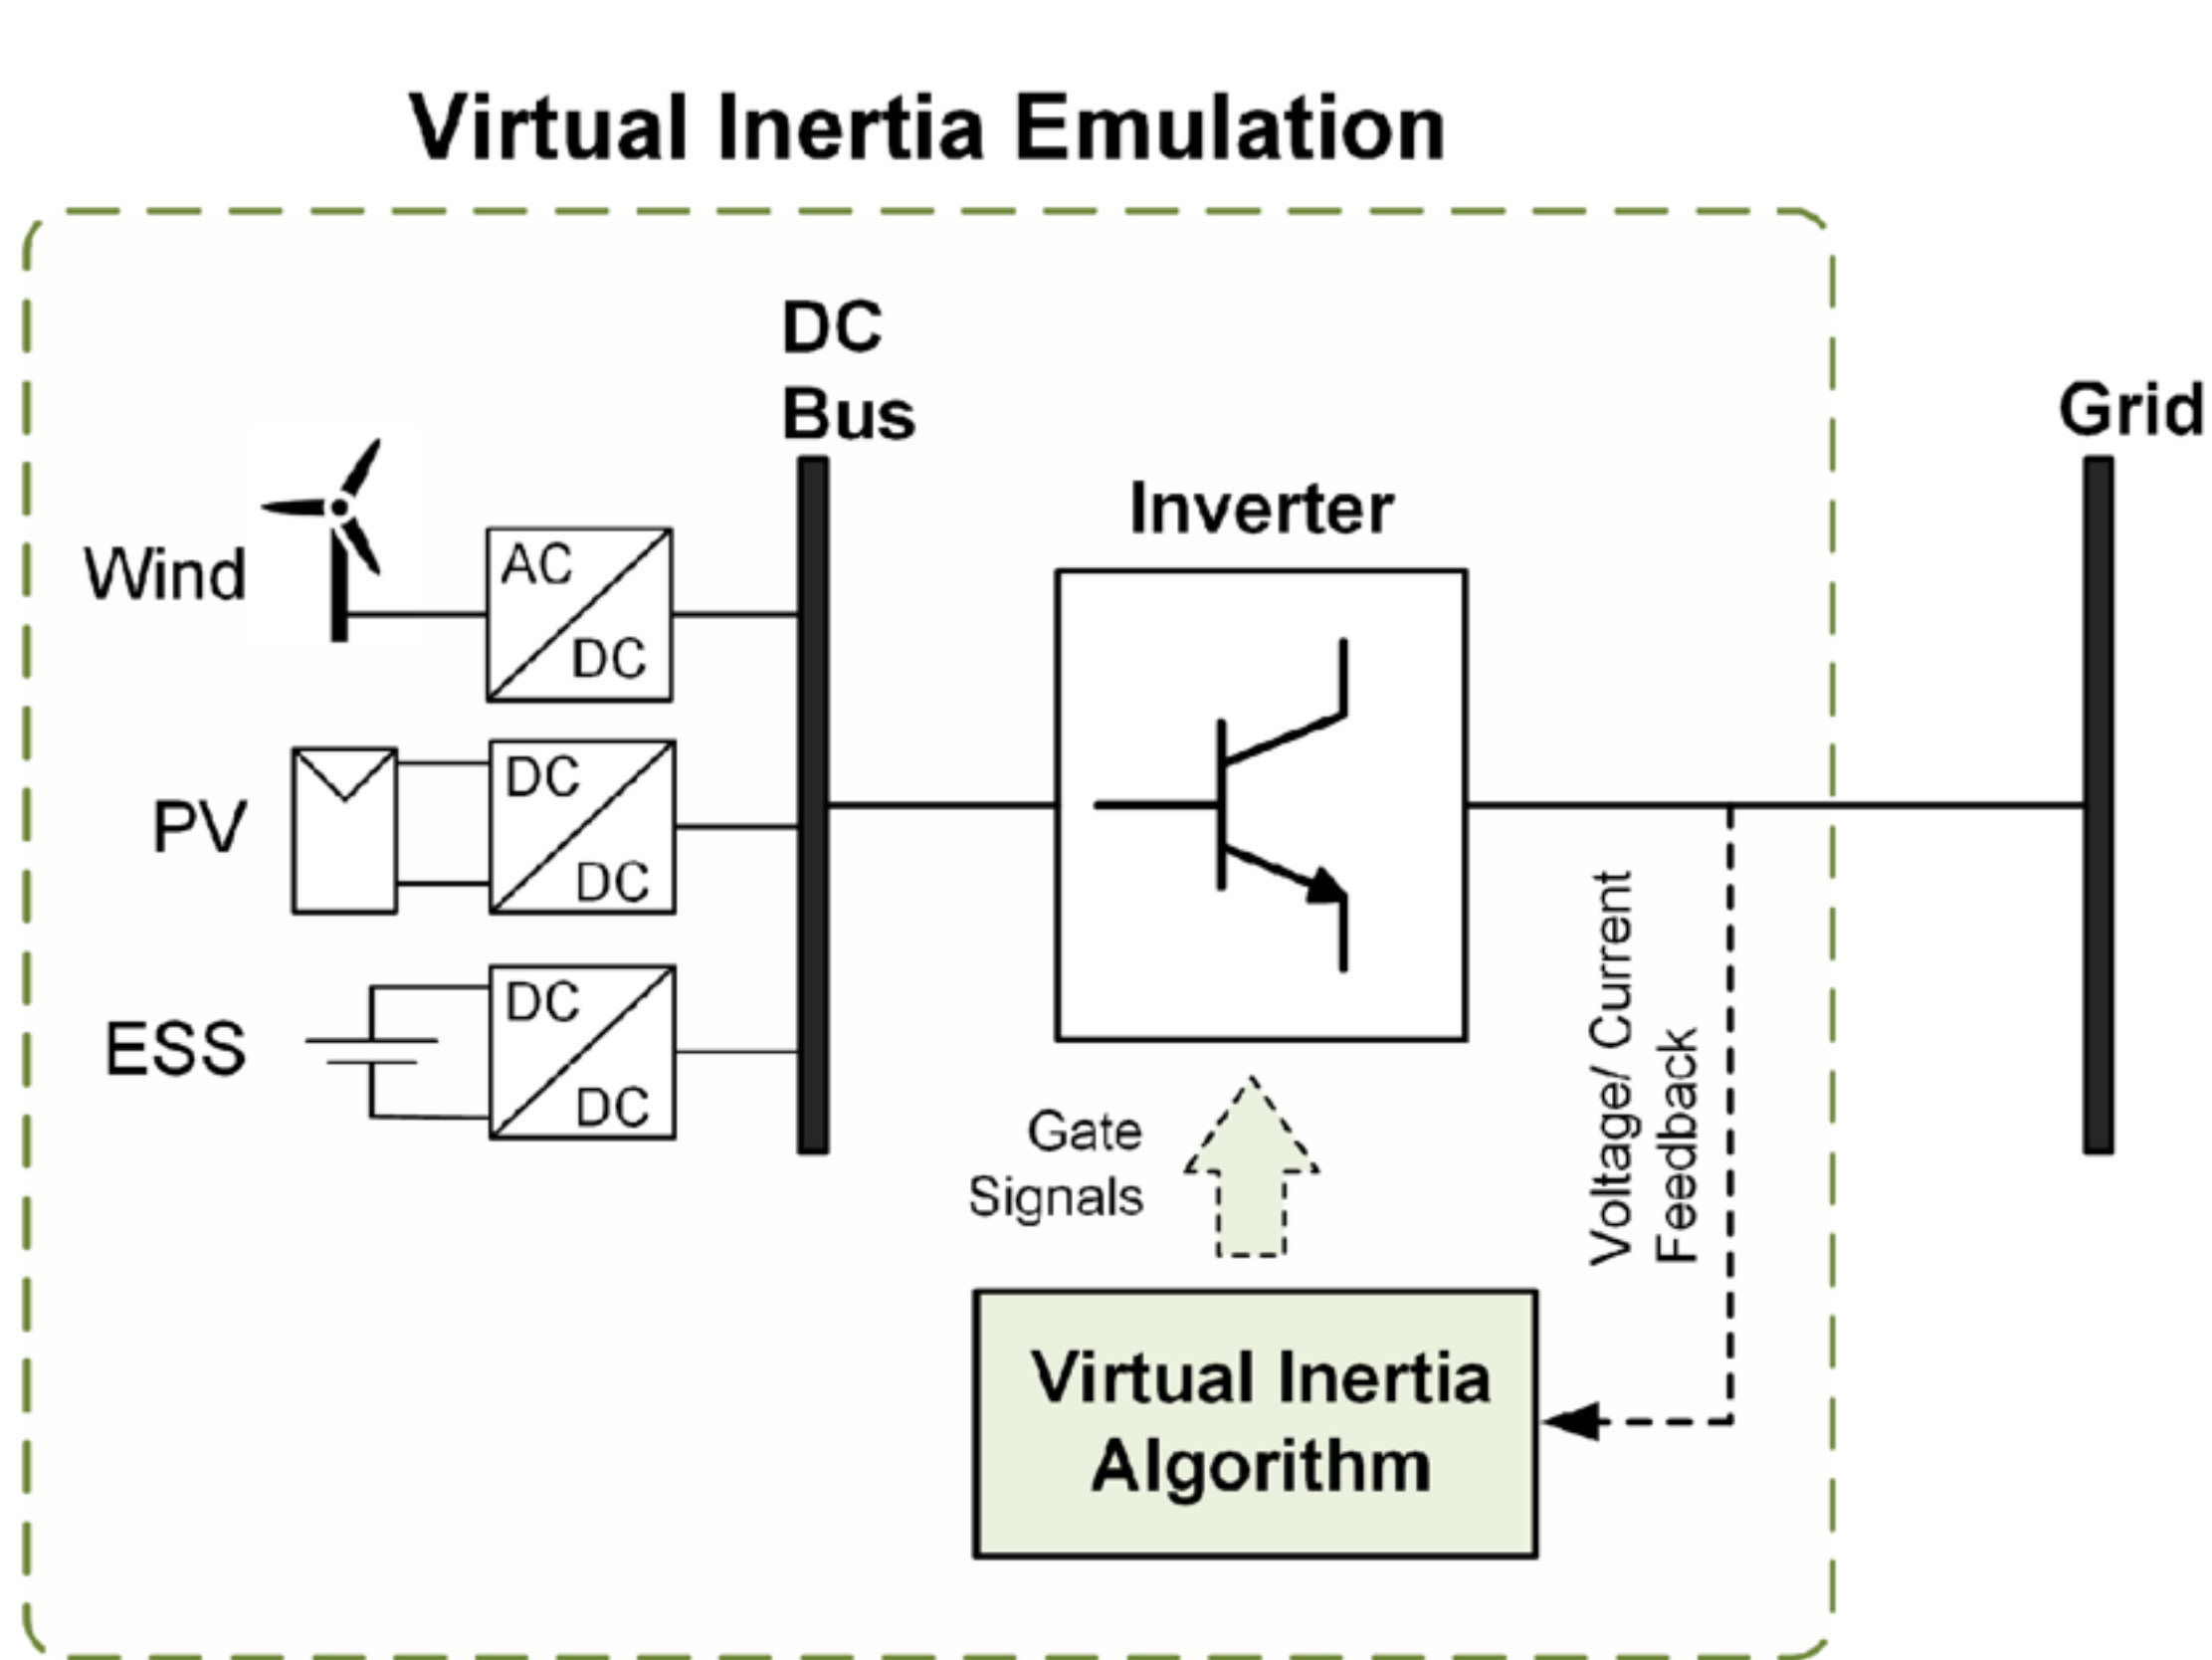 Virtual Inertia Emulation
DC
Bus
Grid
Inverter
Wind
AC
DC
PV
DC
DC
ESS
DC
DC
Gate
Signals
Voltage/ Current
Feedback
Virtual Inertia
Algorithm